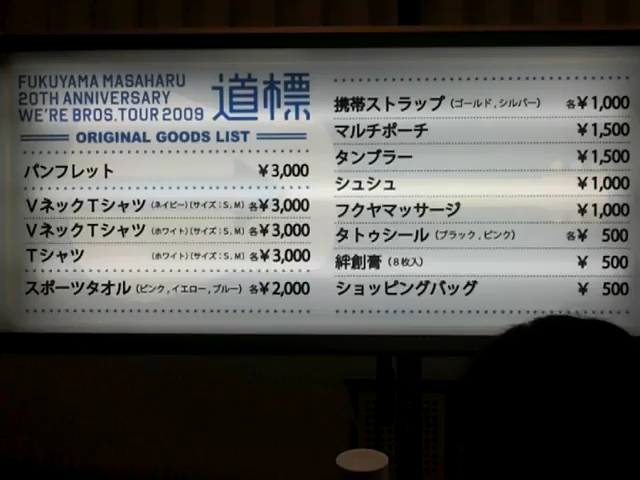 FUKUYAMA MASAHARU
20TH ANNIVERSARY
WE'RE BROS.TOUR 2009
道標
ORIGINAL GOODS LIST
パンフレット ¥3,000
VネックTシャツ (ネイビー) [サイズ:S,M] 各¥3,000
VネックTシャツ (ホワイト) [サイズ:S,M] 各¥3,000
Tシャツ (ホワイト) [サイズ:S,M] 各¥3,000
スポーツタオル (ピンク,イエロー,ブルー) 各¥2,000
携帯ストラップ (ゴールド,シルバー) 各¥1,000
マルチポーチ ¥1,500
タンブラー ¥1,500
シュシュ ¥1,000
フクヤマッサージ ¥1,000
タトゥシール (ブラック,ピンク) 各¥ 500
絆創膏 (8枚入) ¥ 500
ショッピングバッグ ¥ 500